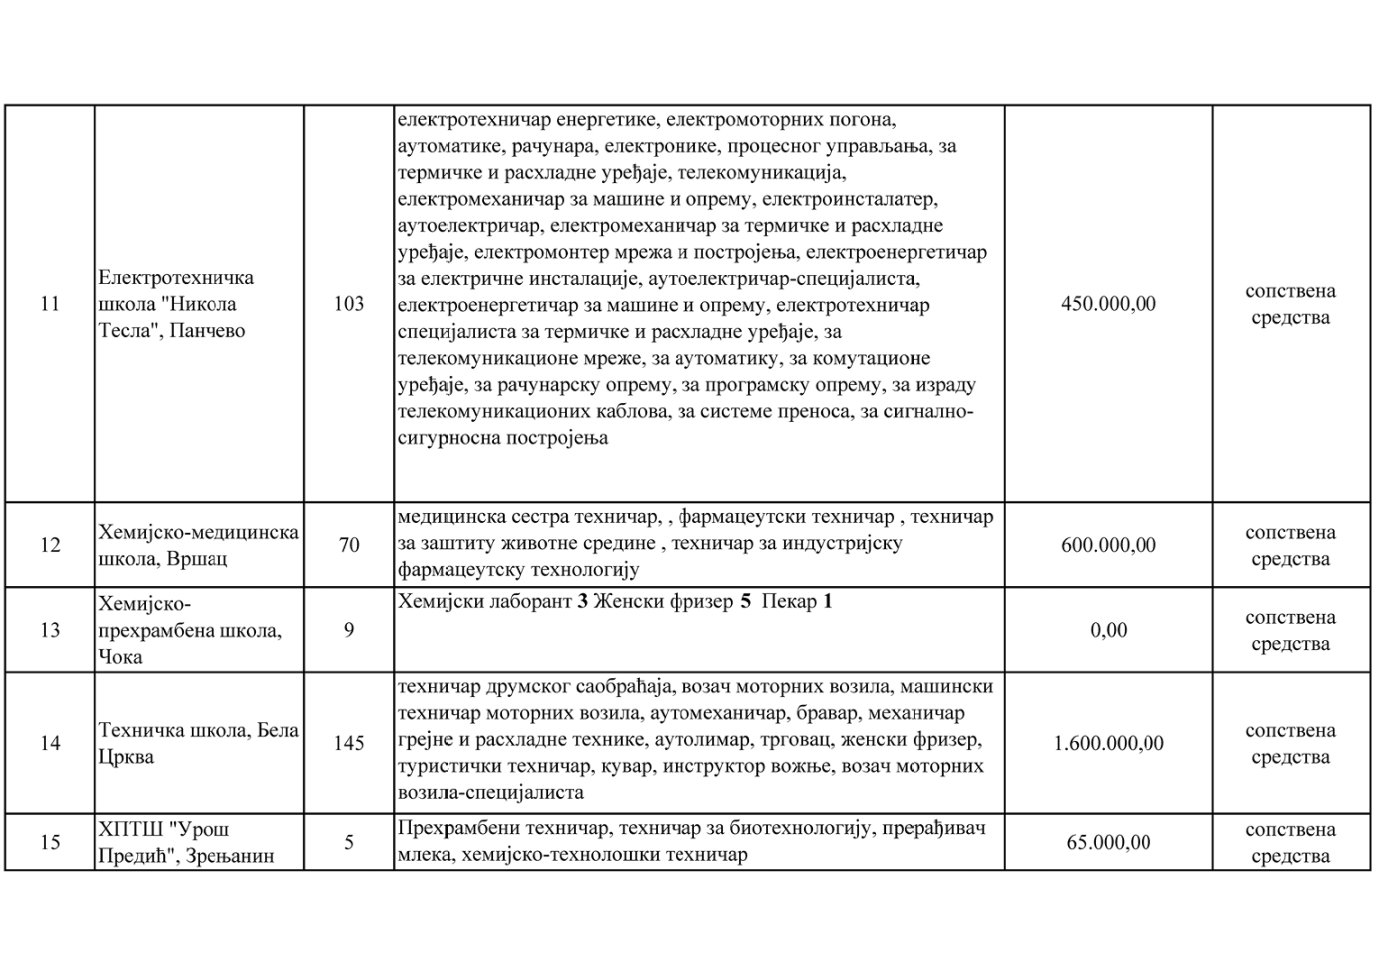 11
Електротехничка
школа "Никола
Тесла", Панчево
103
електротехничар енергетике, електромоторних погона,
аутоматике, рачунара, електронике, процесног управљања, за
термичке и расхладне уређаје, телекомуникација,
електромеханичар за машине и опрему, електроинсталатер,
аутоелектричар, електромеханичар за термичке и расхладне
уређаје, електромонтер мрежа и постројења, електроенергетичар
за електричне инсталације, аутоелектричар-специјалиста,
електроенергетичар за машине и опрему, електротехничар
специјалиста за термичке и расхладне уређаје, за
телекомуникационе мреже, за аутоматику, за комутационе
уређаје, за рачунарску опрему, за програмску опрему, за израду
телекомуникационих каблова, за системе преноса, за сигнално-
сигурносна постројења
450.000,00
сопствена
средства
12
Хемијско-медицинска
школа, Вршац
70
медицинска сестра техничар, , фармацеутски техничар , техничар
за заштиту животне средине , техничар за индустријску
фармацеутску технологију
600.000,00
сопствена
средства
13
Хемијско-
прехрамбена школа,
Чока
9
Хемијски лаборант 3 Женски фризер 5 Пекар 1
0,00
сопствена
средства
14
Техничка школа, Бела
Црква
145
техничар друмског саобраћаја, возач моторних возила, машински
техничар моторних возила, аутомеханичар, бравар, механичар
грејне и расхладне технике, аутолимар, трговац, женски фризер,
туристички техничар, кувар, инструктор вожње, возач моторних
возила-специјалиста
1.600.000,00
сопствена
средства
15
ХПТШ "Урош
Предић", Зрењанин
5
Прехрамбени техничар, техничар за биотехнологију, прерађивач
млека, хемијско-технолошки техничар
65.000,00
сопствена
средства